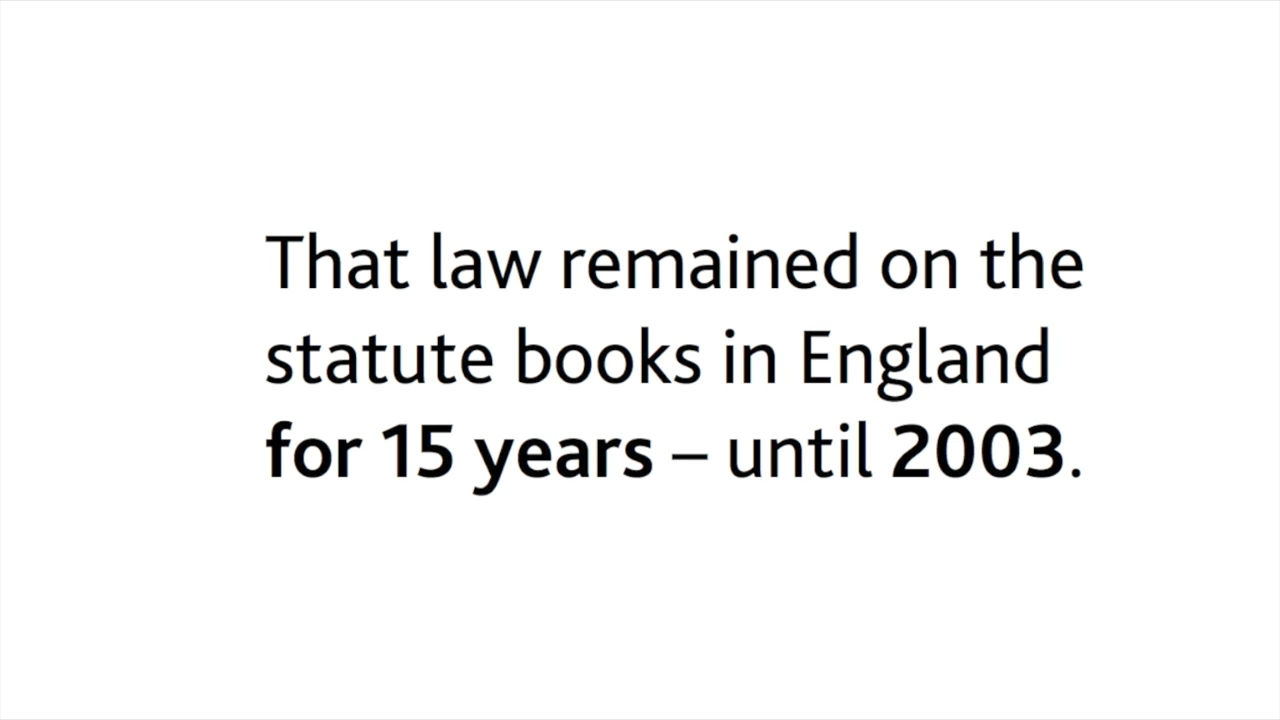 That law remained on the
statute books in England
for 15 years – until 2003.